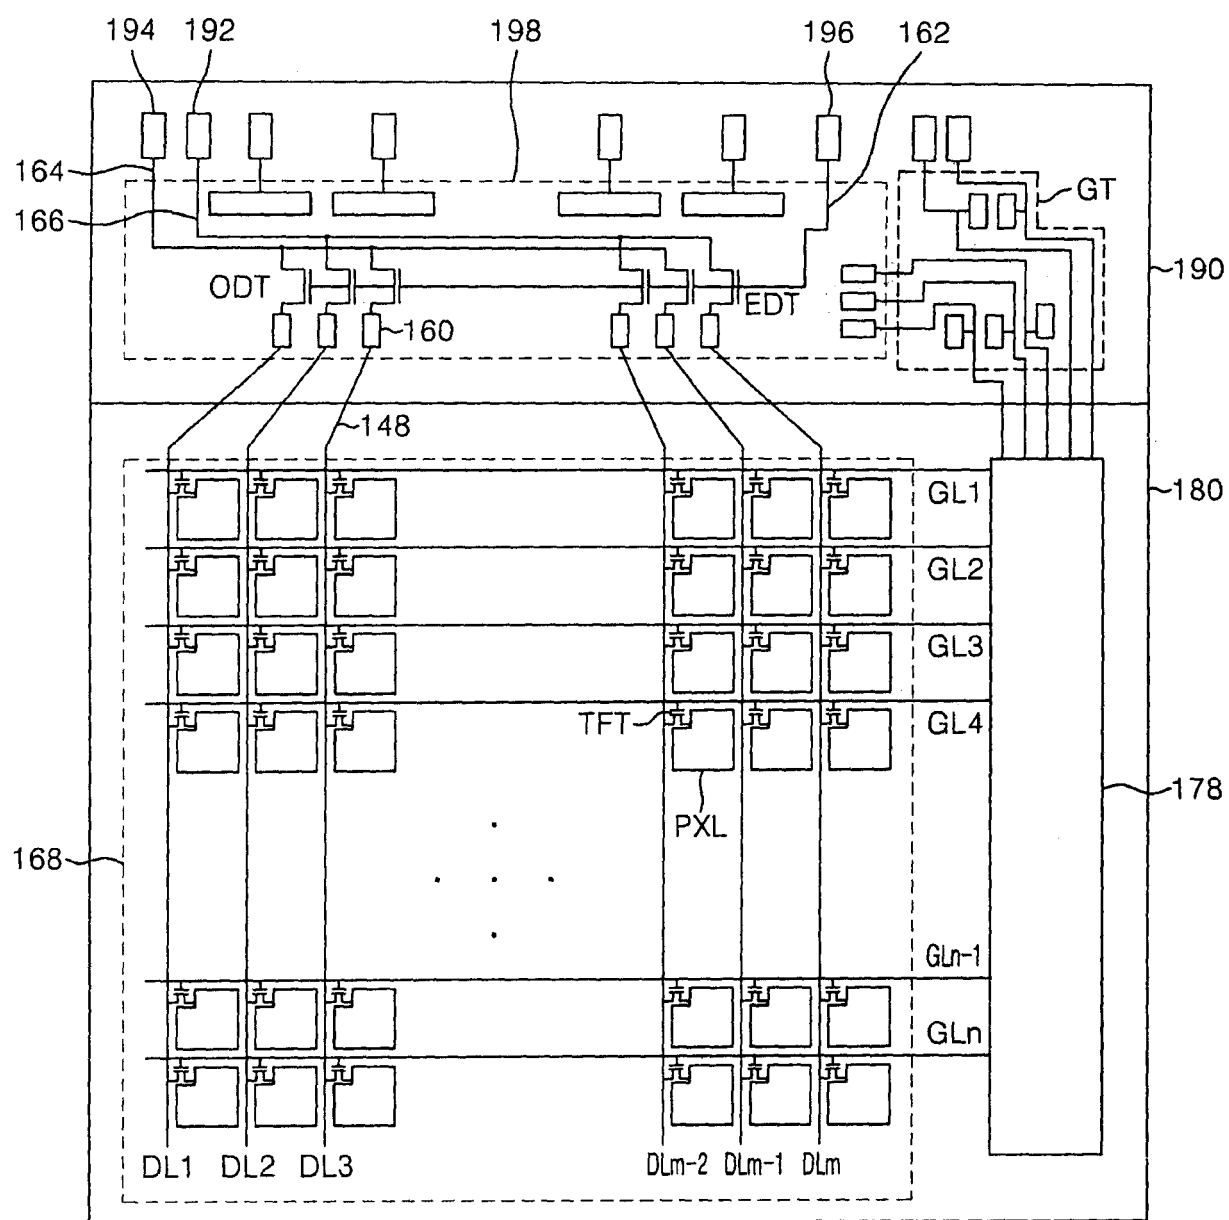 194 192 198 196 162
164
GT
166
190
ODT
EDT
160
148
GL1
180
GL2
GL3
TFT
GL4
178
PXL
168
GLn-1
GLn
DL1 DL2 DL3 DLm-2 DLm-1 DLm